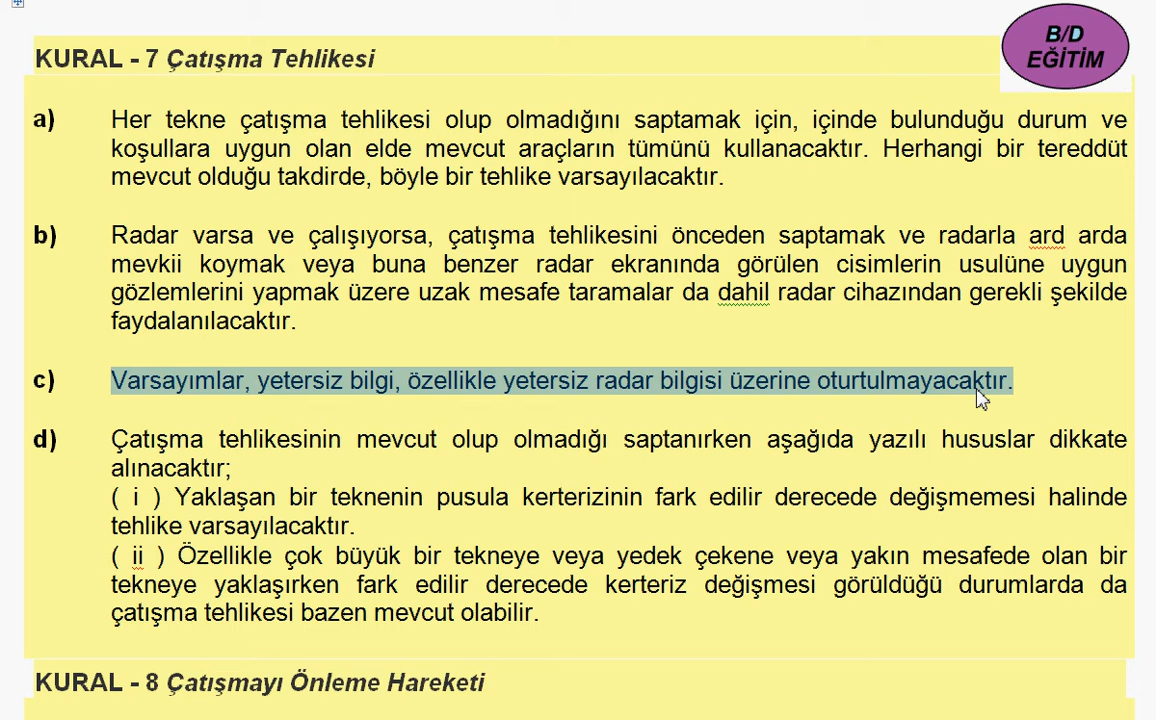 B/D
EĞİTİM
KURAL - 7 Çatışma Tehlikesi
a) Her tekne çatışma tehlikesi olup olmadığını saptamak için, içinde bulunduğu durum ve
koşullara uygun olan elde mevcut araçların tümünü kullanacaktır. Herhangi bir tereddüt
mevcut olduğu takdirde, böyle bir tehlike varsayılacaktır.
b) Radar varsa ve çalışıyorsa, çatışma tehlikesini önceden saptamak ve radarla ard arda
mevkii koymak veya buna benzer radar ekranında görülen cisimlerin usulüne uygun
gözlemlerini yapmak üzere uzak mesafe taramalar da dahil radar cihazından gerekli şekilde
faydalanılacaktır.
c) Varsayımlar, yetersiz bilgi, özellikle yetersiz radar bilgisi üzerine oturtulmayacaktır.
d) Çatışma tehlikesinin mevcut olup olmadığı saptanırken aşağıda yazılı hususlar dikkate
alınacaktır;
( i ) Yaklaşan bir teknenin pusula kerterizinin fark edilir derecede değişmemesi halinde
tehlike varsayılacaktır.
( ii ) Özellikle çok büyük bir tekneye veya yedek çekene veya yakın mesafede olan bir
tekneye yaklaşırken fark edilir derecede kerteriz değişmesi görüldüğü durumlarda da
çatışma tehlikesi bazen mevcut olabilir.
KURAL - 8 Çatışmayı Önleme Hareketi